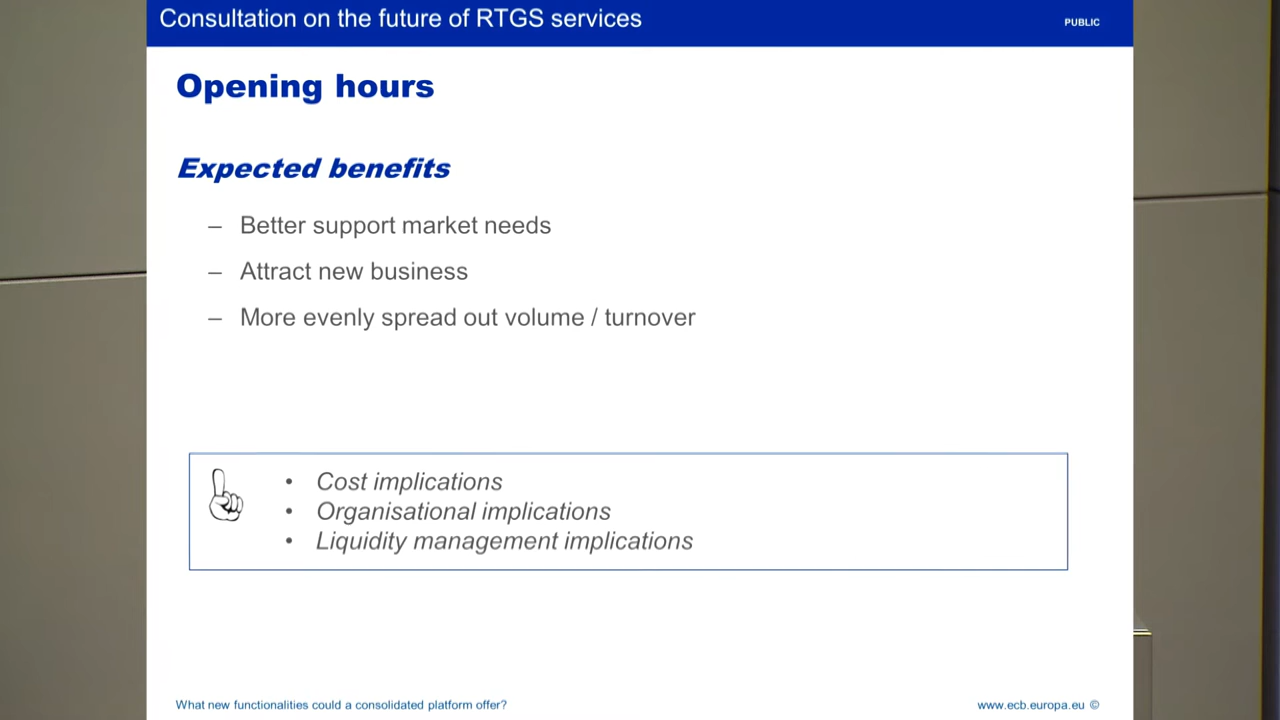 Consultation on the future of RTGS services
PUBLIC
Opening hours
Expected benefits
– Better support market needs
– Attract new business
– More evenly spread out volume / turnover
• Cost implications
• Organisational implications
• Liquidity management implications
What new functionalities could a consolidated platform offer?
www.ecb.europa.eu ©